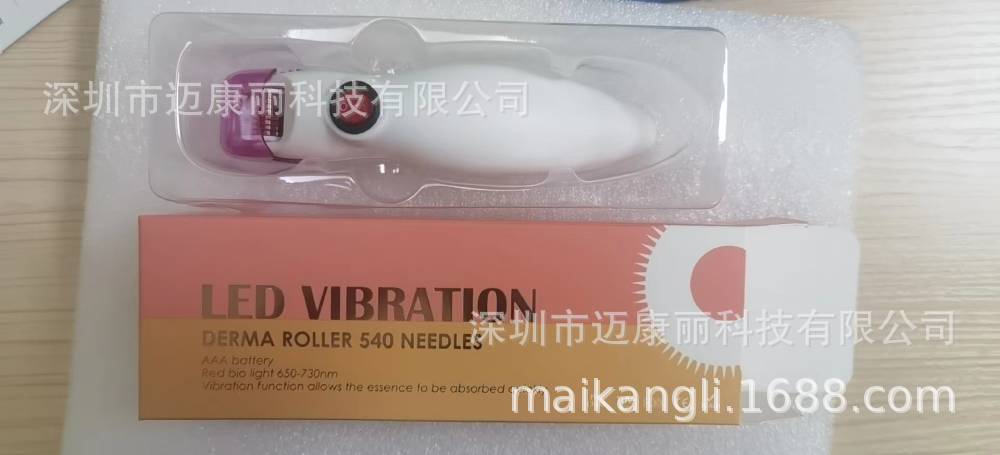 深圳市迈康丽科技有限公司
LED VIBRATION
DERMA ROLLER 540 NEEDLES
深圳市迈康丽科技有限公司
AAA battery
Red bio light 650-730nm
Vibration function allows the essence to be absorbed
maikangli.1688.com